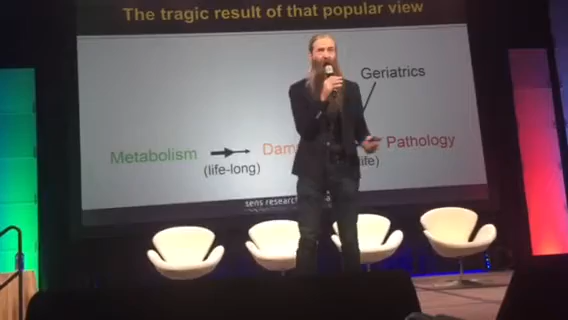 The tragic result of that popular view
Geriatrics
Metabolism
Pathology
(life-long)
sens research